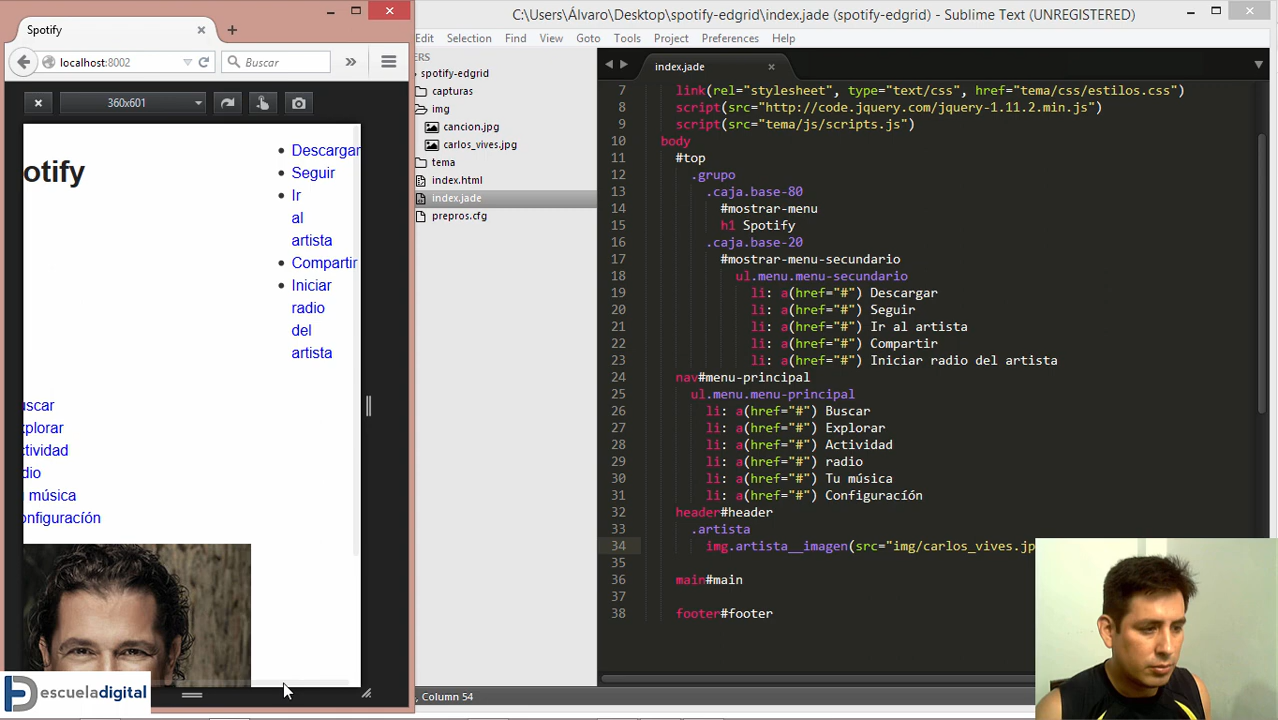 C:\Users\Álvaro\Desktop\spotify-edgrid\index.jade (spotify-edgrid) - Sublime Text (UNREGISTERED)
Spotify
Edit Selection Find View Goto Tools Project Preferences Help
localhost:8002
Buscar
360x601
otify
Descargar
Seguir
Ir
al
artista
Compartir
Iniciar
radio
del
artista
uscar
xplorar
ctividad
dio
u música
onfiguracíon
escueladigital
ERS
spotify-edgrid
capturas
img
cancion.jpg
carlos_vives.jpg
tema
index.html
index.jade
prepros.cfg
index.jade
7 link(rel="stylesheet", type="text/css", href="tema/css/estilos.css")
8 script(src="http://code.jquery.com/jquery-1.11.2.min.js")
9 script(src="tema/js/scripts.js")
10 body
11 #top
12 .grupo
13 .caja.base-80
14 #mostrar-menu
15 h1 Spotify
16 .caja.base-20
17 #mostrar-menu-secundario
18 ul.menu.menu-secundario
19 li: a(href="#") Descargar
20 li: a(href="#") Seguir
21 li: a(href="#") Ir al artista
22 li: a(href="#") Compartir
23 li: a(href="#") Iniciar radio del artista
24 nav#menu-principal
25 ul.menu.menu-principal
26 li: a(href="#") Buscar
27 li: a(href="#") Explorar
28 li: a(href="#") Actividad
29 li: a(href="#") radio
30 li: a(href="#") Tu música
31 li: a(href="#") Configuracíon
32 header#header
33 .artista
34 img.artista__imagen(src="img/carlos_vives.jp
35
36 main#main
37
38 footer#footer
Column 54